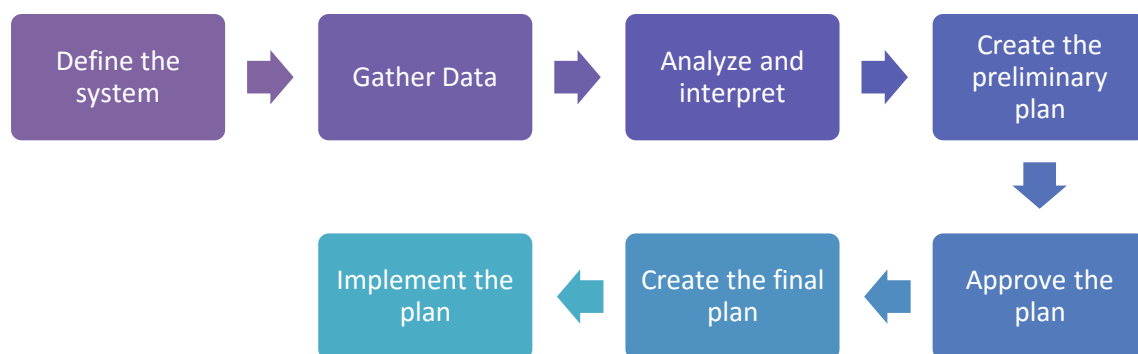 Define the
system
Gather Data
Analyze and
interpret
Create the
preliminary
plan
Approve the
plan
Create the final
plan
Implement the
plan